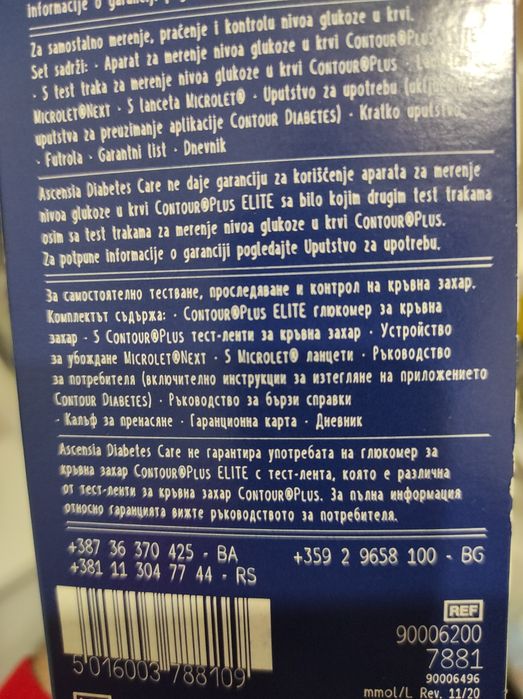 informacije o
Za samostalno merenje, praćenje i kontrolu nivoa glukoze u krvi.
Set sadrži: · Aparat za merenje nivoa glukoze u krvi CONTOUR®PLUS ELITE
· 5 test traka za merenje nivoa glukoze u krvi CONTOUR®PLUS ·
MICROLET®NEXT · 5 lanceta MICROLET® · Uputstvo za upotrebu
uputstva za preuzimanje aplikacije CONTOUR DIABETES) · Kratko uputstvo
· Futrola · Garantni list · Dnevnik
Ascensia Diabetes Care ne daje garanciju za korišćenje aparata za merenje
nivoa glukoze u krvi CONTOUR®PLUS ELITE sa bilo kojim drugim test trakama
osim sa test trakama za merenje nivoa glukoze u krvi CONTOUR®PLUS.
Za potpune informacije o garanciji pogledajte Uputstvo za upotrebu.
За самостоятелно тестване, проследяване и контрол на кръвна захар.
Комплектът съдържа: · CONTOUR®PLUS ELITE глюкомер за кръвна
захар · 5 CONTOUR®PLUS тест-ленти за кръвна захар · Устройство
за убождане MICROLET®NEXT · 5 MICROLET® ланцети · Ръководство
за потребителя (включително инструкции за изтегляне на приложението
CONTOUR DIABETES) · Ръководство за бързи справки
· Калъф за пренасяне · Гаранционна карта · Дневник
Ascensia Diabetes Care не гарантира употребата на глюкомер за
кръвна захар CONTOUR®PLUS ELITE с тест-лента, която е различна
от тест-ленти за кръвна захар CONTOUR®PLUS. За пълна информация
относно гаранцията вижте ръководството за потребителя.
+387 36 370 425 - BA
+381 11 304 77 44 - RS
+359 2 9658 100 - BG
5 016003 788109
REF
90006200
7881
90006496
mmol/L Rev. 11/20